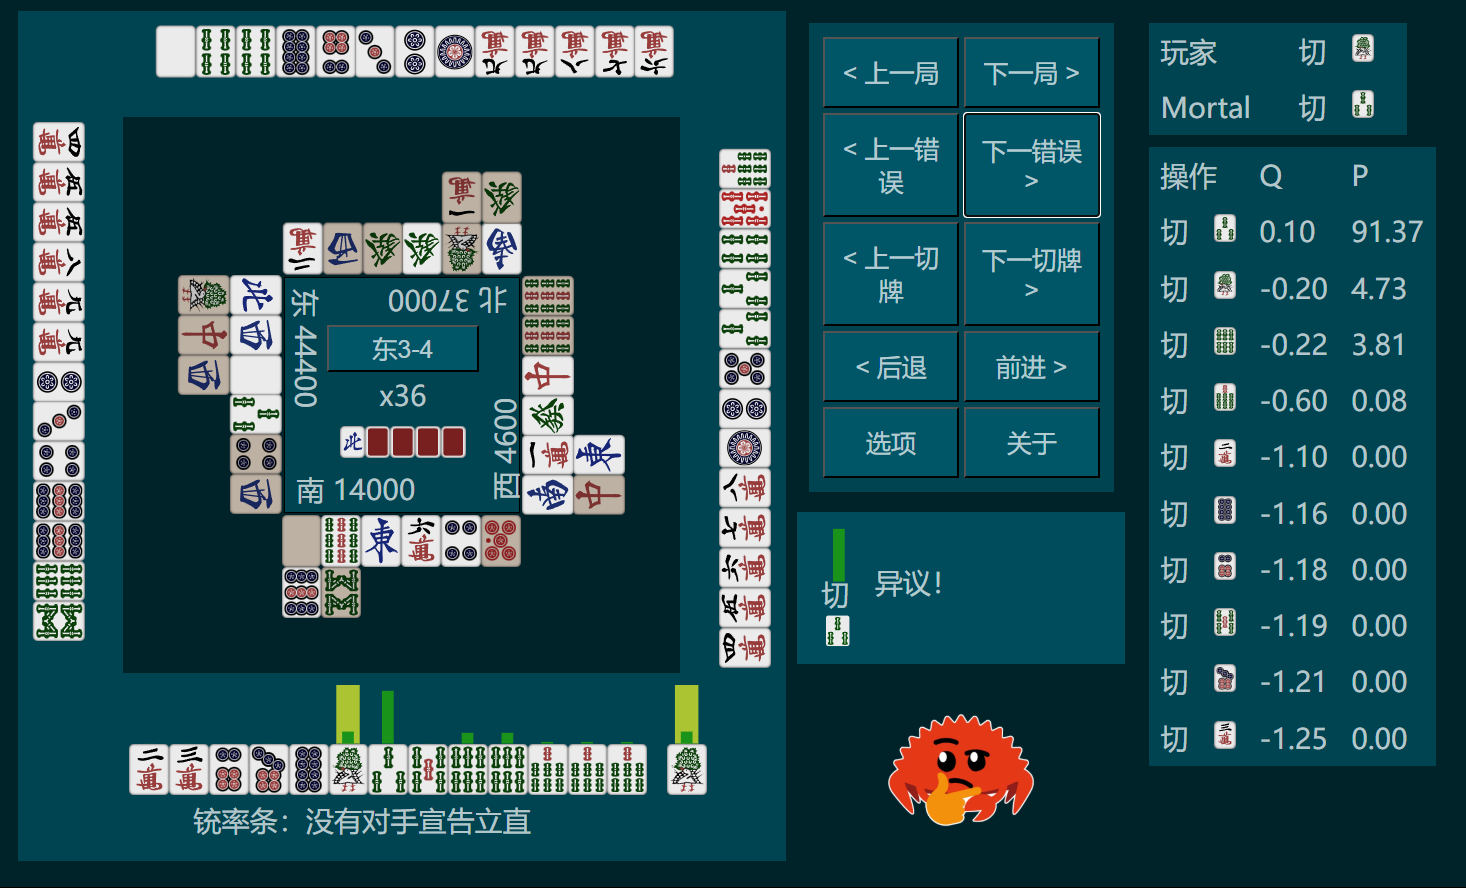 北 37000
东 44400
东3-4
x36
南 14000
西 4600
铳率条：没有对手宣告立直
< 上一局
下一局 >
< 上一错
误
下一错误
>
< 上一切
牌
下一切牌
>
< 后退
前进 >
选项
关于
切
异议！
玩家 切
Mortal 切
操作 Q P
切 0.10 91.37
切 -0.20 4.73
切 -0.22 3.81
切 -0.60 0.08
切 -1.10 0.00
切 -1.16 0.00
切 -1.18 0.00
切 -1.19 0.00
切 -1.21 0.00
切 -1.25 0.00